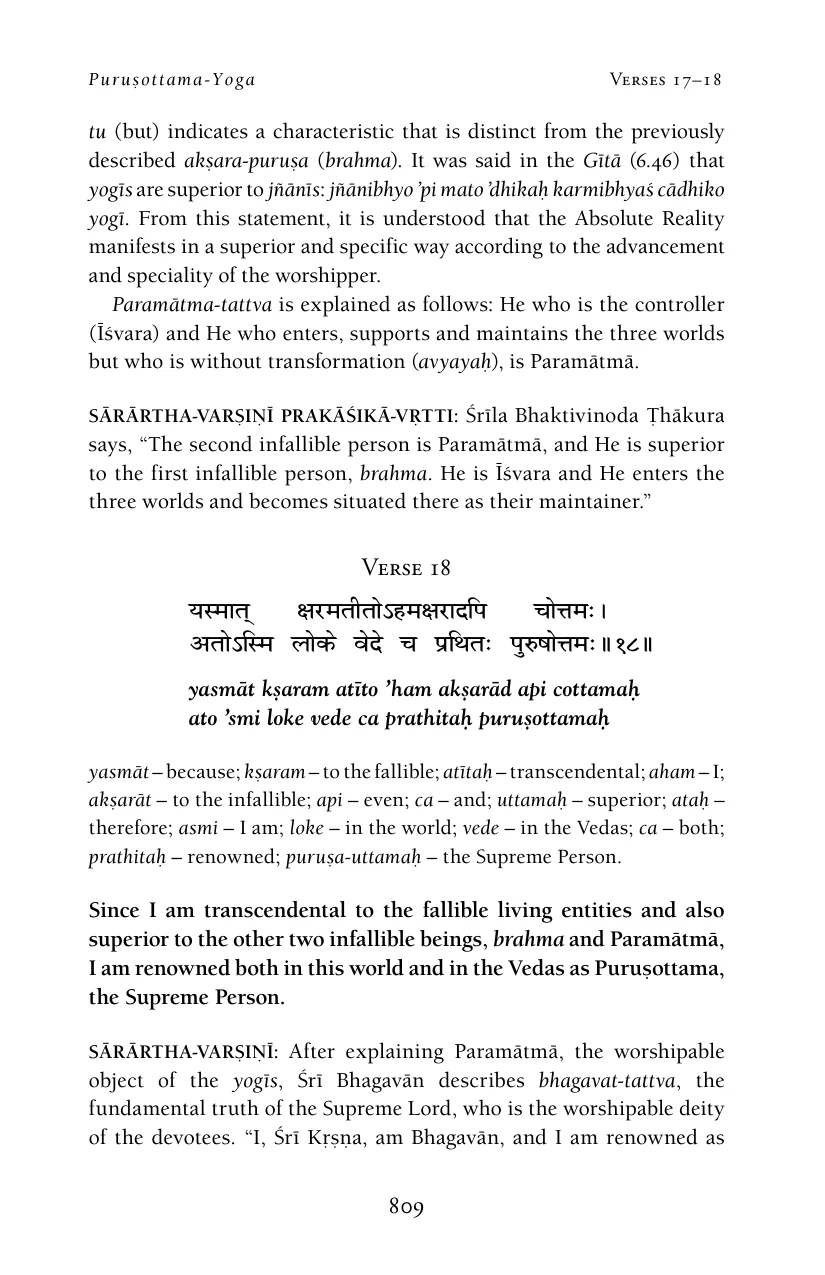 Puruṣottama-Yoga Verses 17–18
tu (but) indicates a characteristic that is distinct from the previously
described akṣara-puruṣa (brahma). It was said in the Gītā (6.46) that
yogīs are superior to jñānīs: jñānibhyo ’pi mato ’dhikaḥ karmibhyaś cādhiko
yogī. From this statement, it is understood that the Absolute Reality
manifests in a superior and specific way according to the advancement
and speciality of the worshipper.
Paramātma-tattva is explained as follows: He who is the controller
(Īśvara) and He who enters, supports and maintains the three worlds
but who is without transformation (avyayaḥ), is Paramātmā.
SĀRĀRTHA-VARṢIṆĪ PRAKĀŚIKĀ-VṚTTI: Śrīla Bhaktivinoda Ṭhākura
says, “The second infallible person is Paramātmā, and He is superior
to the first infallible person, brahma. He is Īśvara and He enters the
three worlds and becomes situated there as their maintainer.”
Verse 18
यस्मात् क्षरमतीतोऽहमक्षरादपि चोत्तमः।
अतोऽस्मि लोके वेदे च प्रथितः पुरुषोत्तमः॥१८॥
yasmāt kṣaram atīto ’ham akṣarād api cottamaḥ
ato ’smi loke vede ca prathitaḥ puruṣottamaḥ
yasmāt – because; kṣaram – to the fallible; atītaḥ – transcendental; aham – I;
akṣarāt – to the infallible; api – even; ca – and; uttamaḥ – superior; ataḥ –
therefore; asmi – I am; loke – in the world; vede – in the Vedas; ca – both;
prathitaḥ – renowned; puruṣa-uttamaḥ – the Supreme Person.
Since I am transcendental to the fallible living entities and also
superior to the other two infallible beings, brahma and Paramātmā,
I am renowned both in this world and in the Vedas as Puruṣottama,
the Supreme Person.
SĀRĀRTHA-VARṢIṆĪ: After explaining Paramātmā, the worshipable
object of the yogīs, Śrī Bhagavān describes bhagavat-tattva, the
fundamental truth of the Supreme Lord, who is the worshipable deity
of the devotees. “I, Śrī Kṛṣṇa, am Bhagavān, and I am renowned as
809